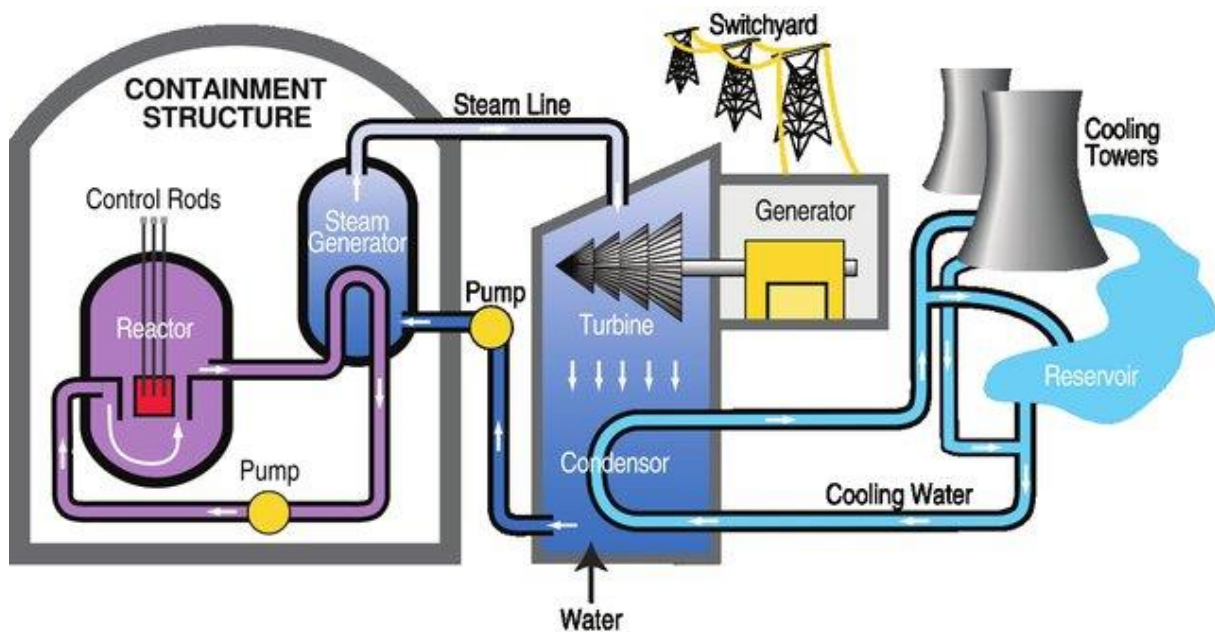 Switchyard
CONTAINMENT
STRUCTURE
Steam Line
Cooling
Towers
Control Rods
Steam
Generator
Generator
Pump
Reactor
Turbine
Reservoir
Condensor
Pump
Cooling Water
Water